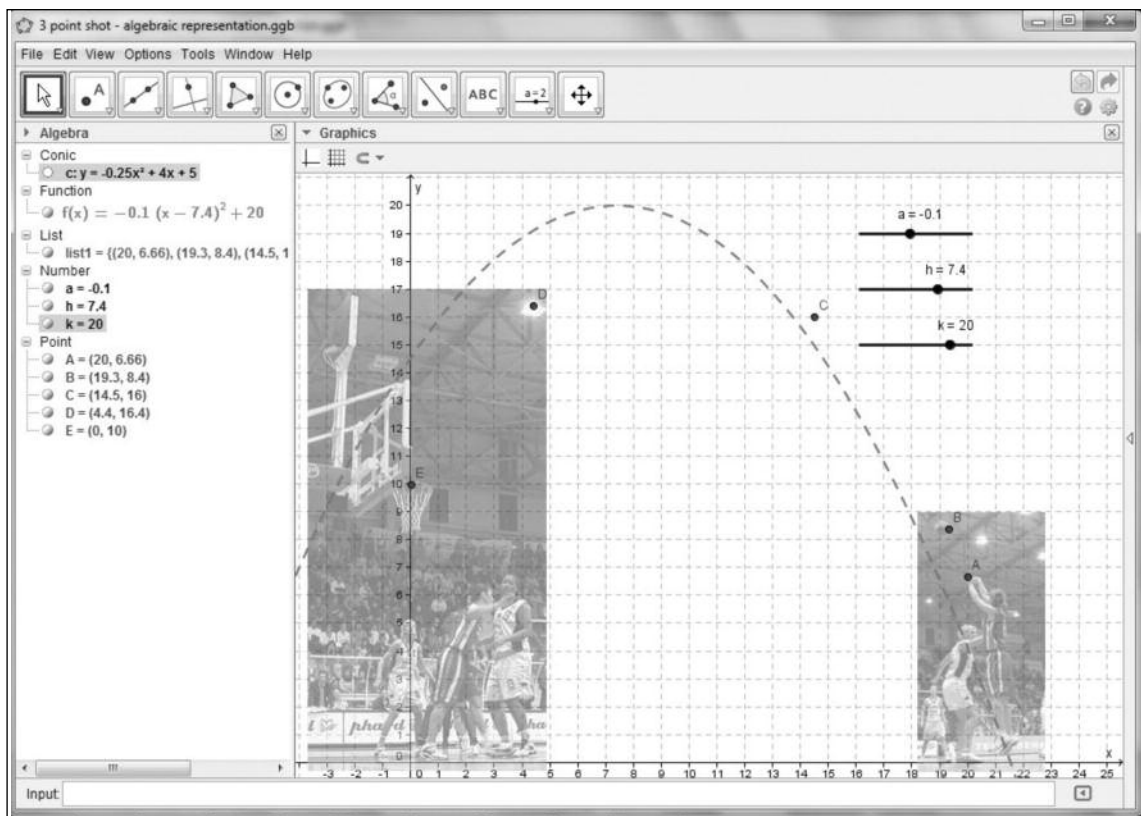 3 point shot - algebraic representation.ggb
File Edit View Options Tools Window Help
A
α
ABC
a=2
Algebra
Graphics
Conic
c: y = -0.25x² + 4x + 5
Function
f(x) = −0.1 (x − 7.4)² + 20
List
list1 = {(20, 6.66), (19.3, 8.4), (14.5, 1
Number
a = -0.1
h = 7.4
k = 20
Point
A = (20, 6.66)
B = (19.3, 8.4)
C = (14.5, 16)
D = (4.4, 16.4)
E = (0, 10)
y
20
19
18
17
16
15
14
13
12
11
10
9
8
7
6
5
4
3
2
1
0
a = -0.1
h = 7.4
k = 20
D
C
E
B
A
x
-3 -2 -1 0 1 2 3 4 5 6 7 8 9 10 11 12 13 14 15 16 17 18 19 20 21 22 23 24 25
Input: